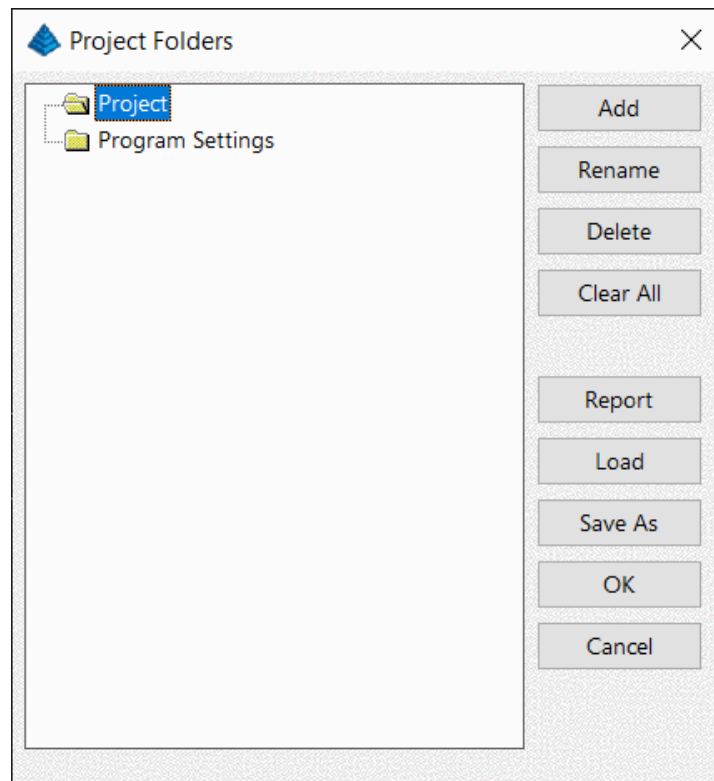 Project Folders
Project
Program Settings
Add
Rename
Delete
Clear All
Report
Load
Save As
OK
Cancel